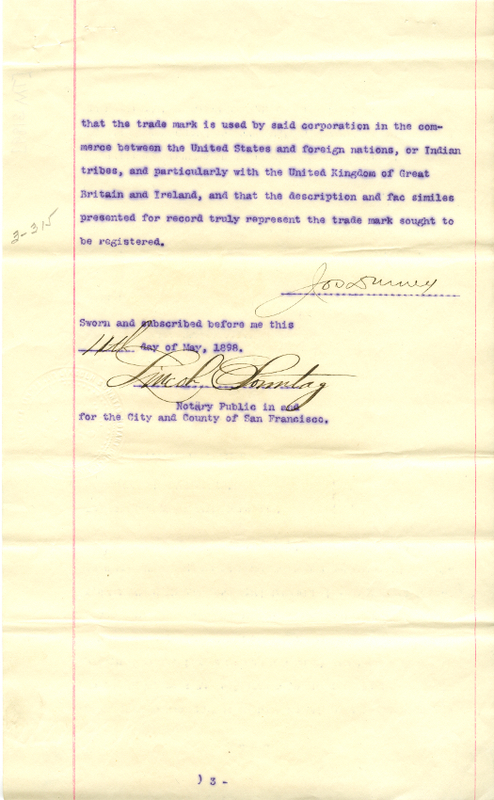 that the trade mark is used by said corporation in the com-
merce between the United States and foreign nations, or Indian
tribes, and particularly with the United Kingdom of Great
Britain and Ireland, and that the description and fac similes
presented for record truly represent the trade mark sought to
be registered.
3-315
Sworn and subscribed before me this
11th day of May, 1898.
Sonntag
Notary Public in and
for the City and County of San Francisco.
) 3 -